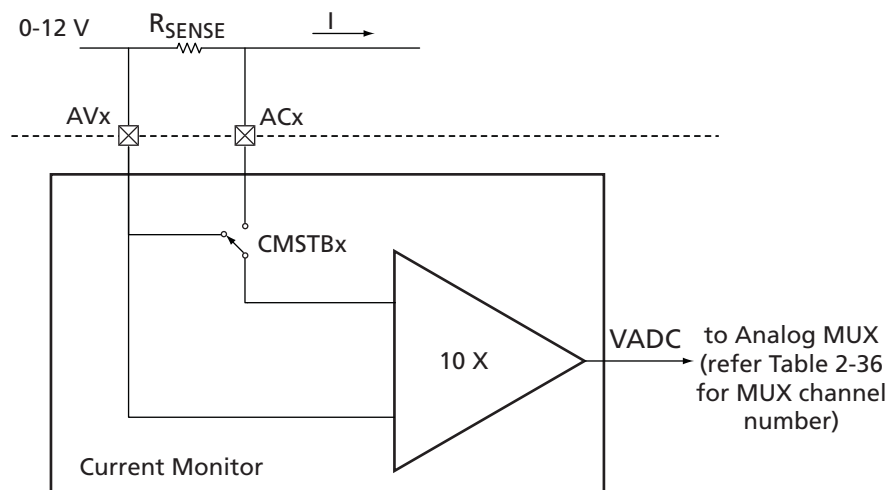 0-12 V
RSENSE
I
AVx
ACx
CMSTBx
10 X
VADC
to Analog MUX
(refer Table 2-36
for MUX channel
number)
Current Monitor